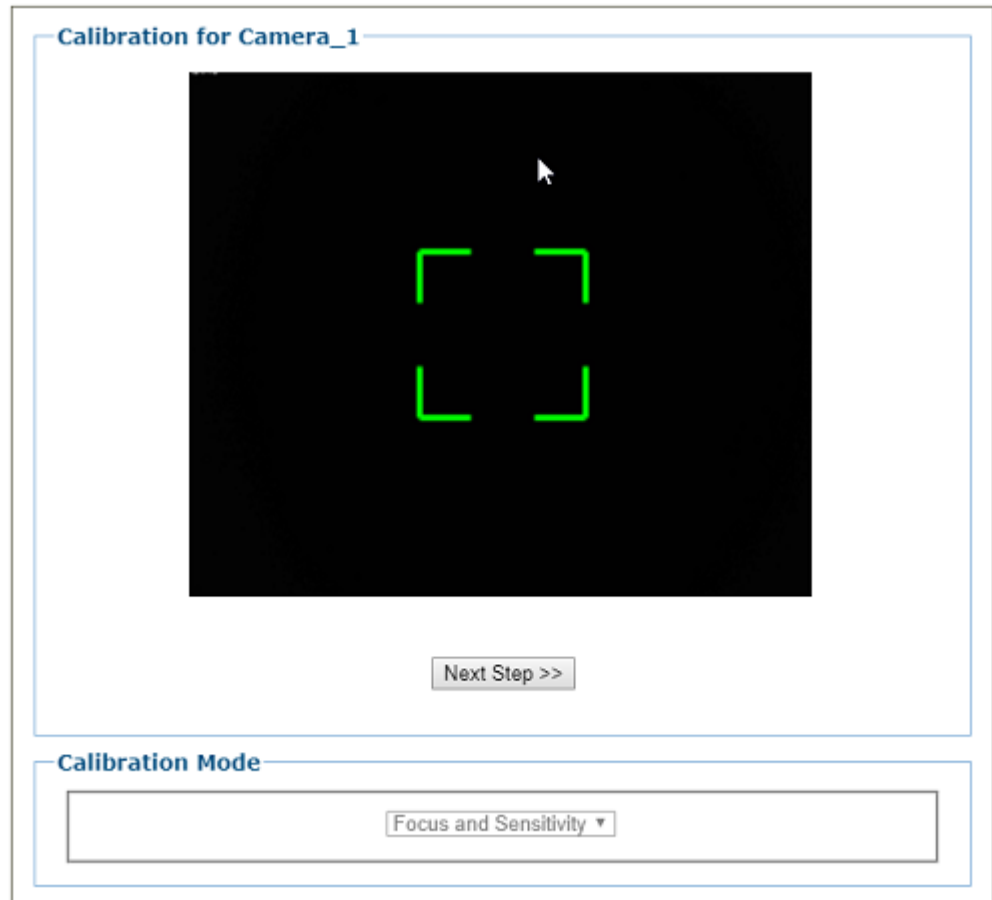 Calibration for Camera_1
Next Step >>
Calibration Mode
Focus and Sensitivity